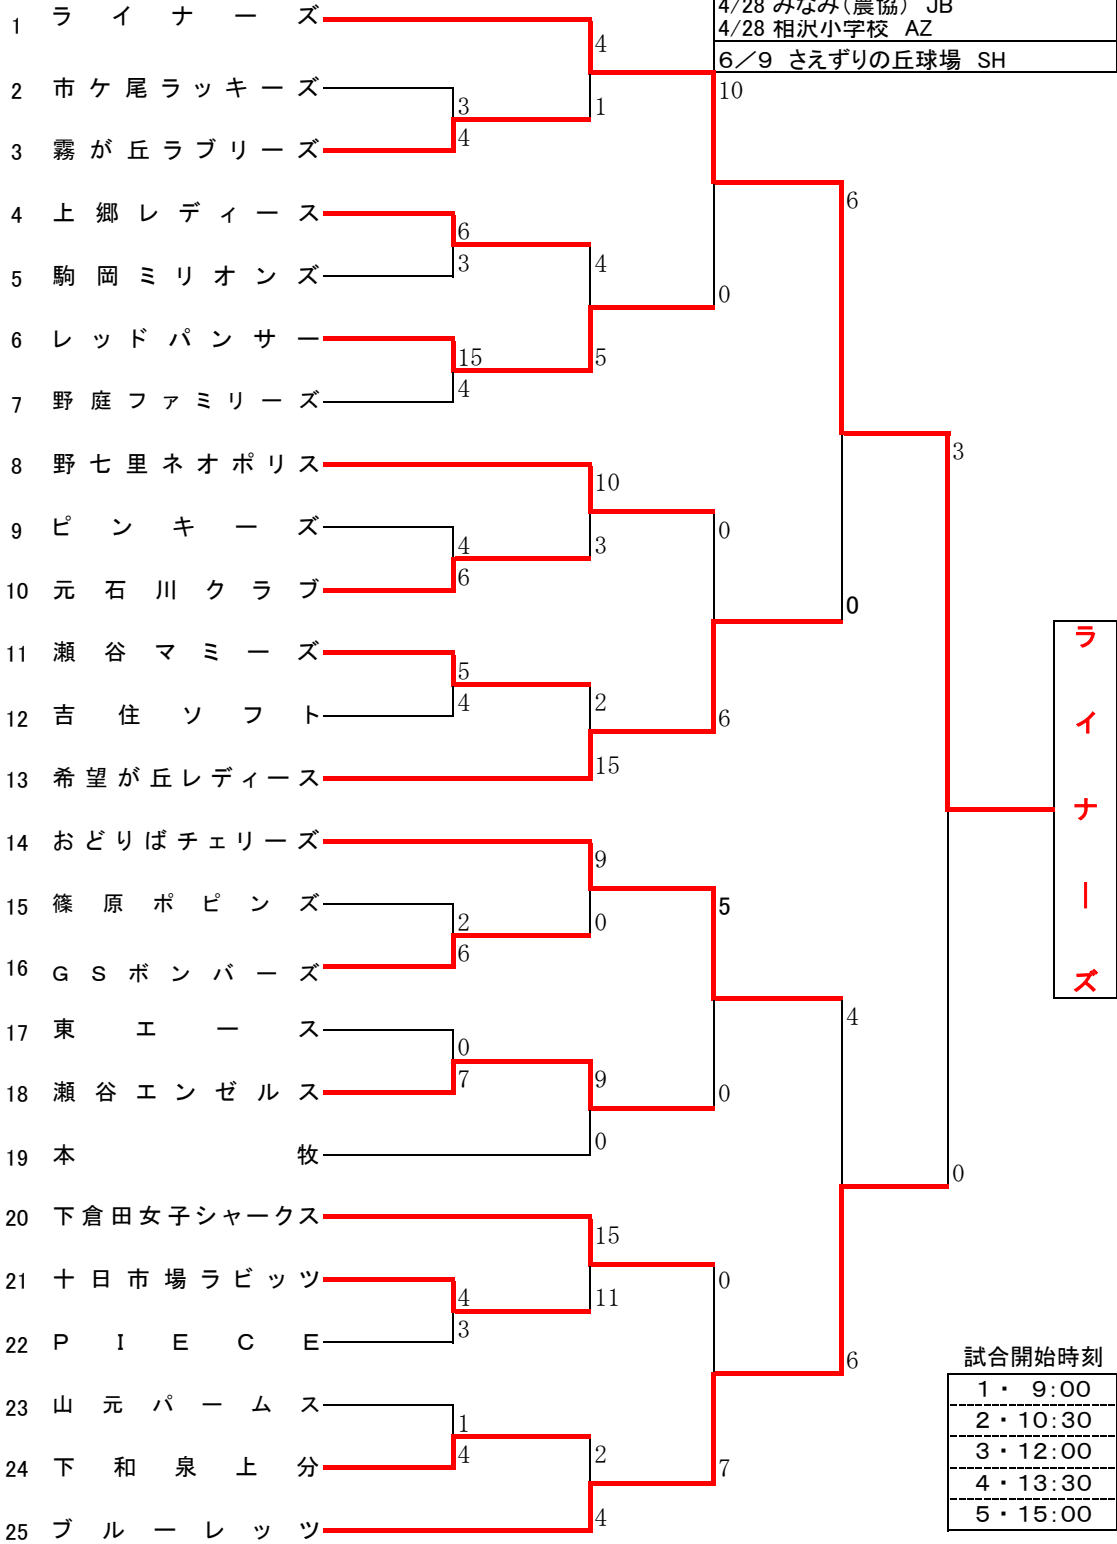 4/28 みなみ(農協) JB
4/28 相沢小学校 AZ
6/9 さえずりの丘球場 SH
1 ライナーズ
2 市ケ尾ラッキーズ
3 霧が丘ラブリーズ
4 上郷レディース
5 駒岡ミリオンズ
6 レッドパンサー
7 野庭ファミリーズ
8 野七里ネオポリス
9 ピンキーズ
10 元石川クラブ
11 瀬谷マミーズ
12 吉住ソフト
13 希望が丘レディース
14 おどりばチェリーズ
15 篠原ポピンズ
16 GSボンバーズ
17 東エース
18 瀬谷エンゼルス
19 本牧
20 下倉田女子シャークス
21 十日市場ラビッツ
22 PIECE
23 山元パームス
24 下和泉上分
25 ブルーレッツ
3
4
6
3
15
4
4
6
5
4
2
6
0
7
4
3
1
4
4
1
4
5
10
3
2
15
9
0
9
0
15
11
2
4
10
0
0
6
5
0
0
7
6
0
4
6
3
0
ライナーズ
試合開始時刻
1・ 9:00
2・10:30
3・12:00
4・13:30
5・15:00